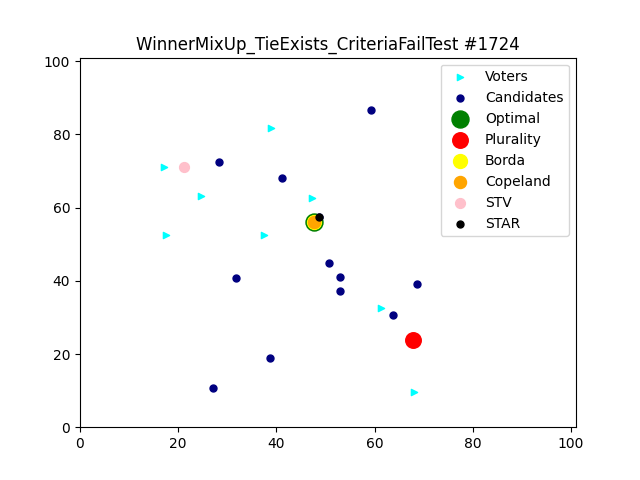 WinnerMixUp_TieExists_CriteriaFailTest #1724
100
80
60
40
20
0
0 20 40 60 80 100
Voters
Candidates
Optimal
Plurality
Borda
Copeland
STV
STAR